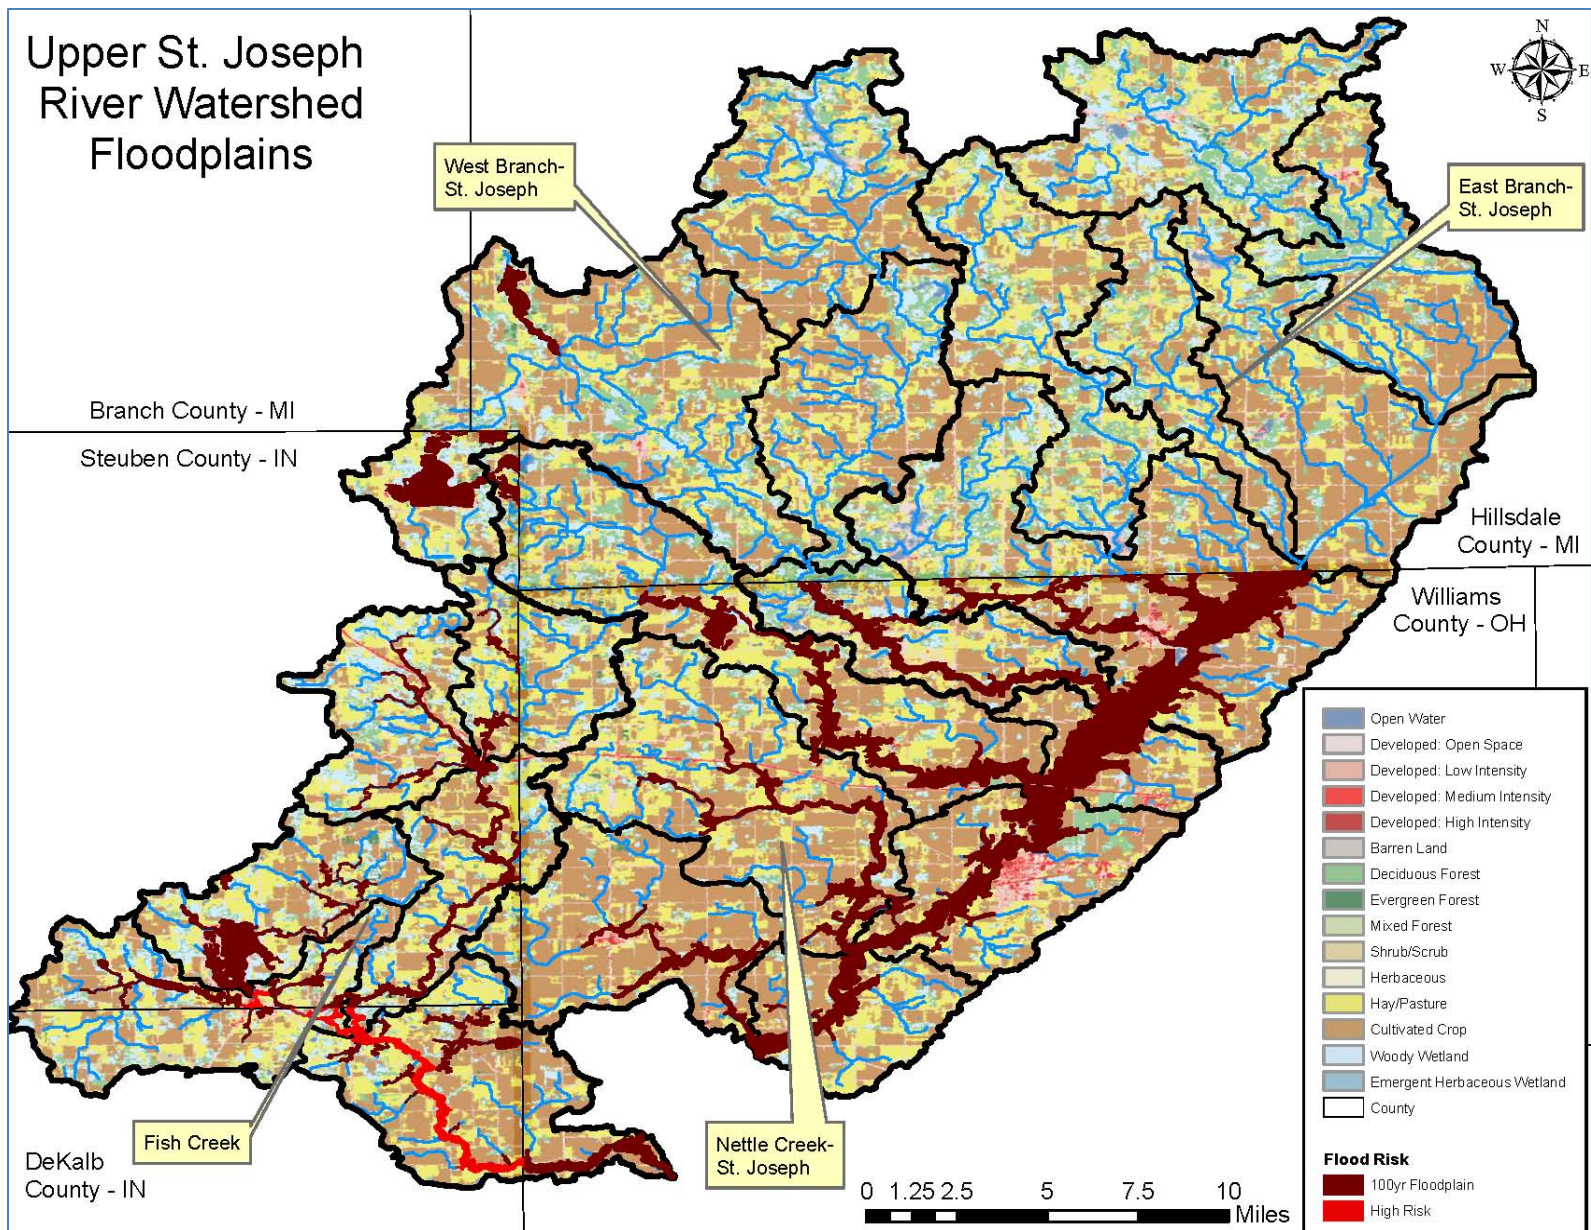 Upper St. Joseph
River Watershed
Floodplains
N
W
E
S
West Branch-
St. Joseph
East Branch-
St. Joseph
Branch County - MI
Steuben County - IN
Hillsdale
County - MI
Williams
County - OH
Fish Creek
Nettle Creek-
St. Joseph
DeKalb
County - IN
Open Water
Developed: Open Space
Developed: Low Intensity
Developed: Medium Intensity
Developed: High Intensity
Barren Land
Deciduous Forest
Evergreen Forest
Mixed Forest
Shrub/Scrub
Herbaceous
Hay/Pasture
Cultivated Crop
Woody Wetland
Emergent Herbaceous Wetland
County
Flood Risk
100yr Floodplain
High Risk
0 1.25 2.5 5 7.5 10
Miles